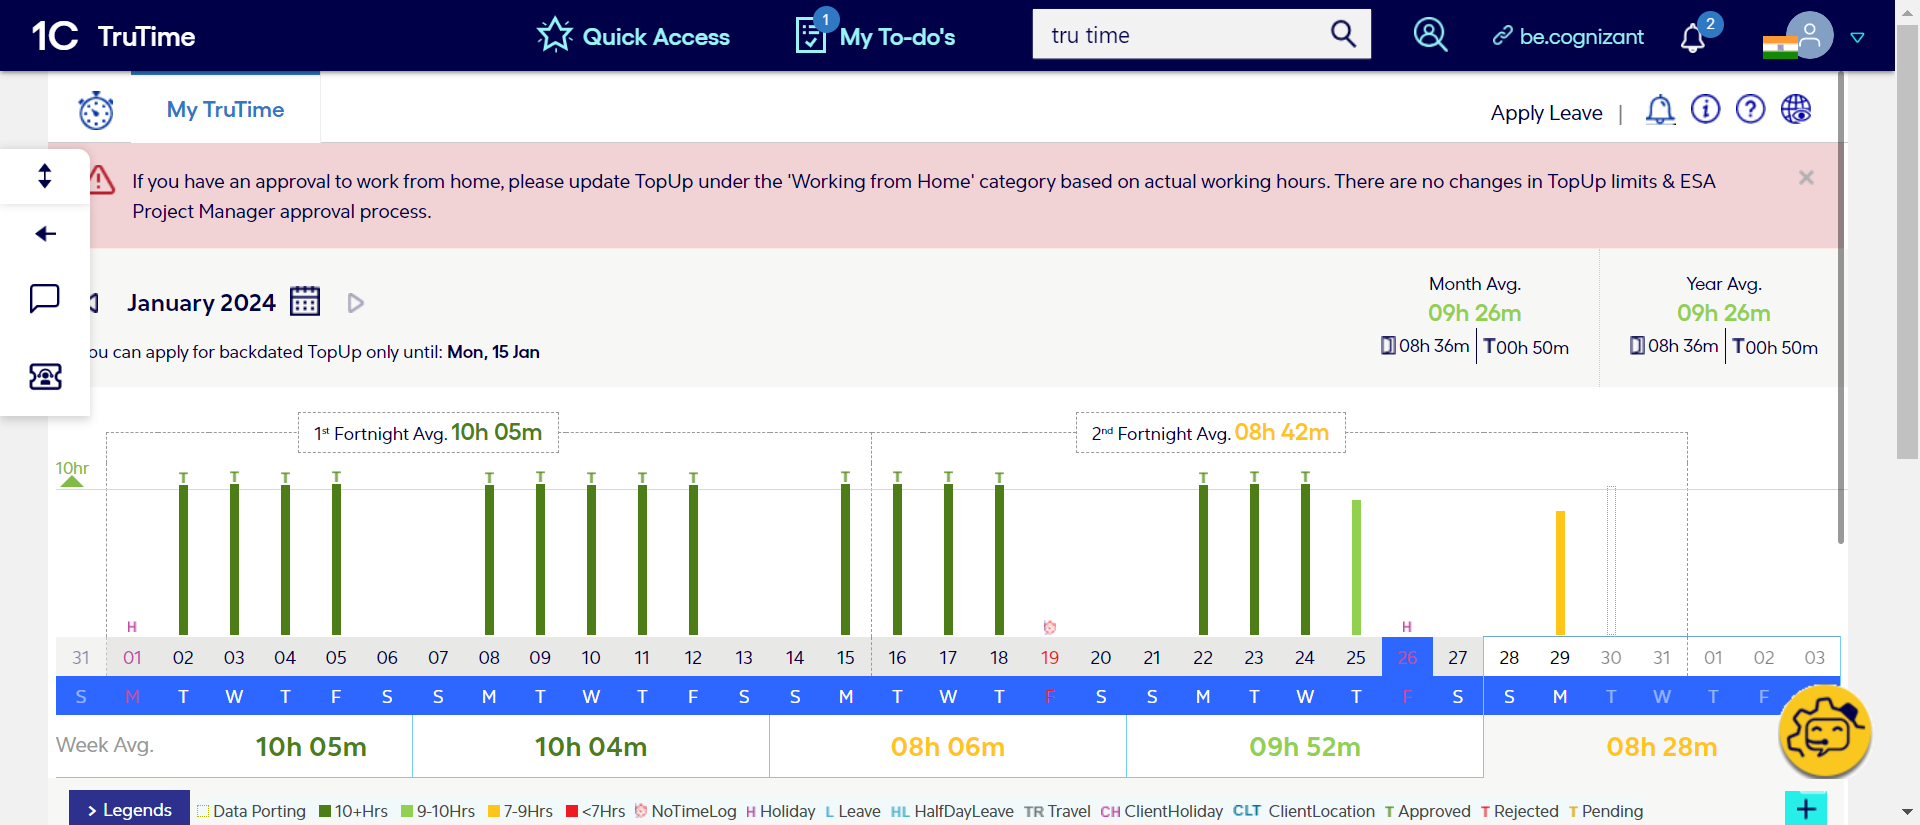 1C TruTime Quick Access 1 My To-do's tru time be.cognizant 2
My TruTime Apply Leave |
If you have an approval to work from home, please update TopUp under the 'Working from Home' category based on actual working hours. There are no changes in TopUp limits & ESA
Project Manager approval process.
January 2024
ou can apply for backdated TopUp only until: Mon, 15 Jan
Month Avg.
09h 26m
08h 36m T00h 50m
Year Avg.
09h 26m
08h 36m T00h 50m
1st Fortnight Avg. 10h 05m 2nd Fortnight Avg. 08h 42m
10hr
T T T T T T T T T T T T T T T T
H H
31 01 02 03 04 05 06 07 08 09 10 11 12 13 14 15 16 17 18 19 20 21 22 23 24 25 26 27 28 29 30 31 01 02 03
S M T W T F S S M T W T F S S M T W T F S S M T W T F S S M T W T F
Week Avg. 10h 05m 10h 04m 08h 06m 09h 52m 08h 28m
> Legends Data Porting 10+Hrs 9-10Hrs 7-9Hrs <7Hrs NoTimeLog H Holiday L Leave HL HalfDayLeave TR Travel CH ClientHoliday CLT ClientLocation T Approved T Rejected T Pending +